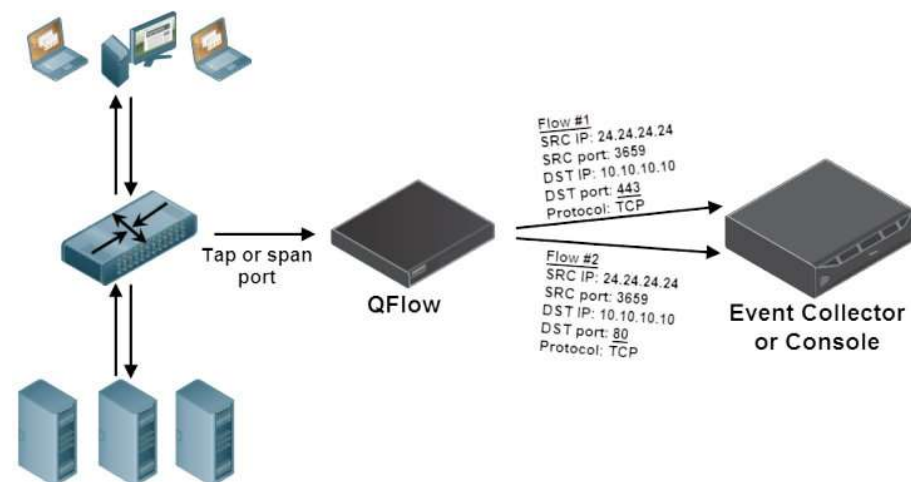 Tap or span
port
QFlow
Flow #1
SRC IP: 24.24.24.24
SRC port: 3659
DST IP: 10.10.10.10
DST port: 443
Protocol: TCP
Flow #2
SRC IP: 24.24.24.24
SRC port: 3659
DST IP: 10.10.10.10
DST port: 80
Protocol: TCP
Event Collector
or Console